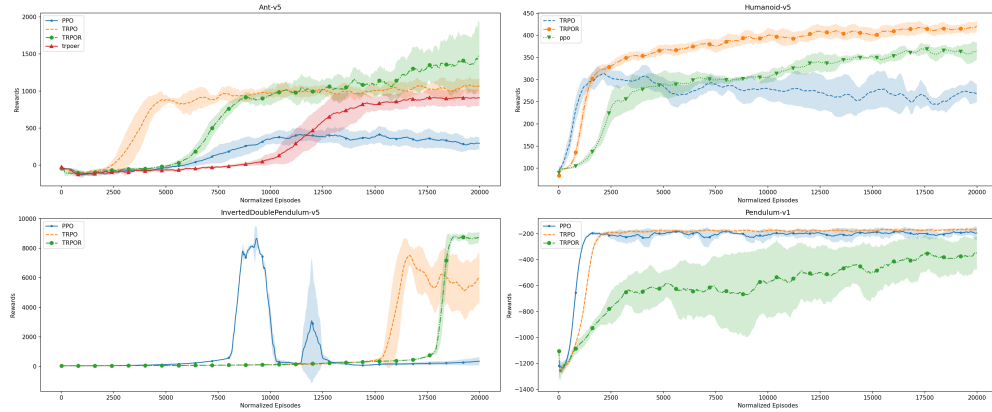 Ant-v5
PPO
TRPO
TRPOR
trpoer
2000
1500
1000
500
0
Rewards
0 2500 5000 7500 10000 12500 15000 17500 20000
Normalized Episodes
Humanoid-v5
TRPO
TRPOR
ppo
450
400
350
300
250
200
150
100
Rewards
0 2500 5000 7500 10000 12500 15000 17500 20000
Normalized Episodes
InvertedDoublePendulum-v5
PPO
TRPO
TRPOR
10000
8000
6000
4000
2000
0
Rewards
0 2500 5000 7500 10000 12500 15000 17500 20000
Normalized Episodes
Pendulum-v1
PPO
TRPO
TRPOR
−200
−400
−600
−800
−1000
−1200
−1400
Rewards
0 2500 5000 7500 10000 12500 15000 17500 20000
Normalized Episodes